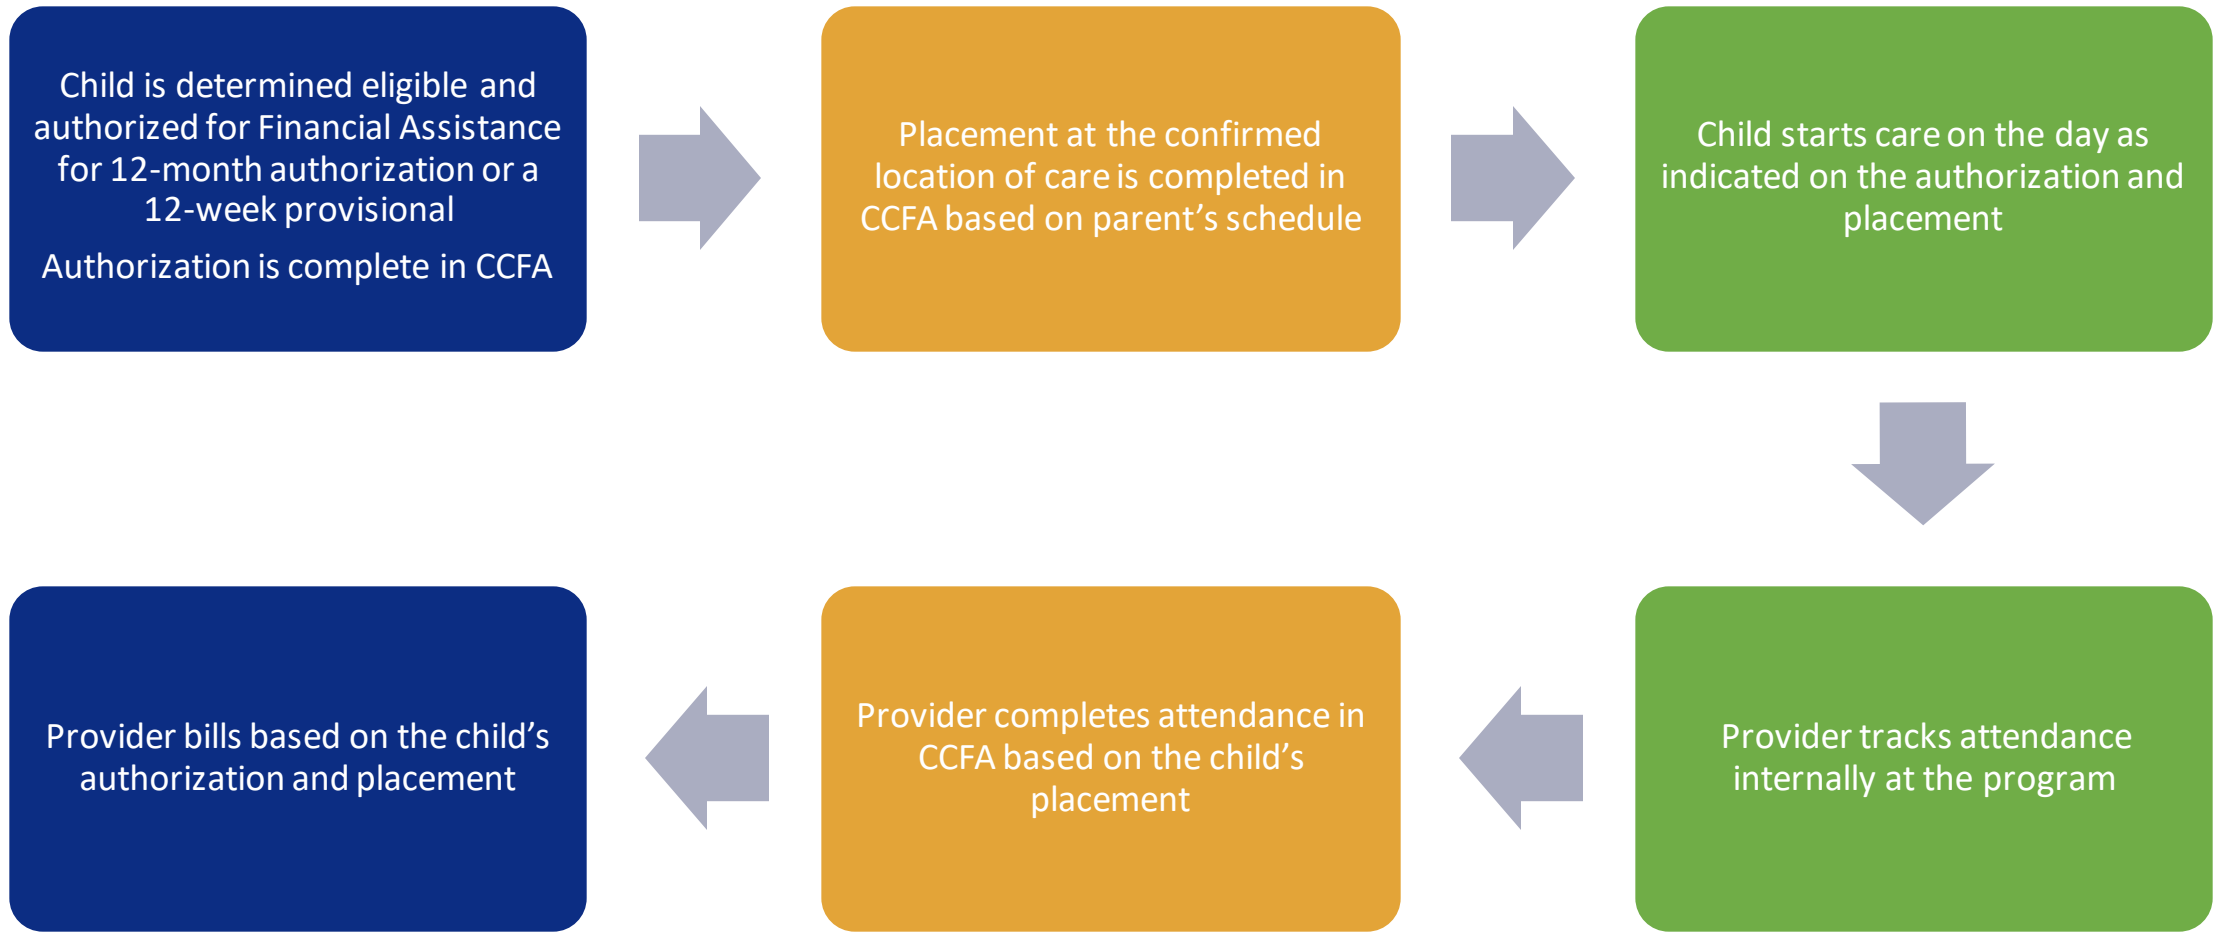 Child is determined eligible and
authorized for Financial Assistance
for 12-month authorization or a
12-week provisional
Authorization is complete in CCFA
Placement at the confirmed
location of care is completed in
CCFA based on parent’s schedule
Child starts care on the day as
indicated on the authorization and
placement
Provider tracks attendance
internally at the program
Provider completes attendance in
CCFA based on the child’s
placement
Provider bills based on the child’s
authorization and placement